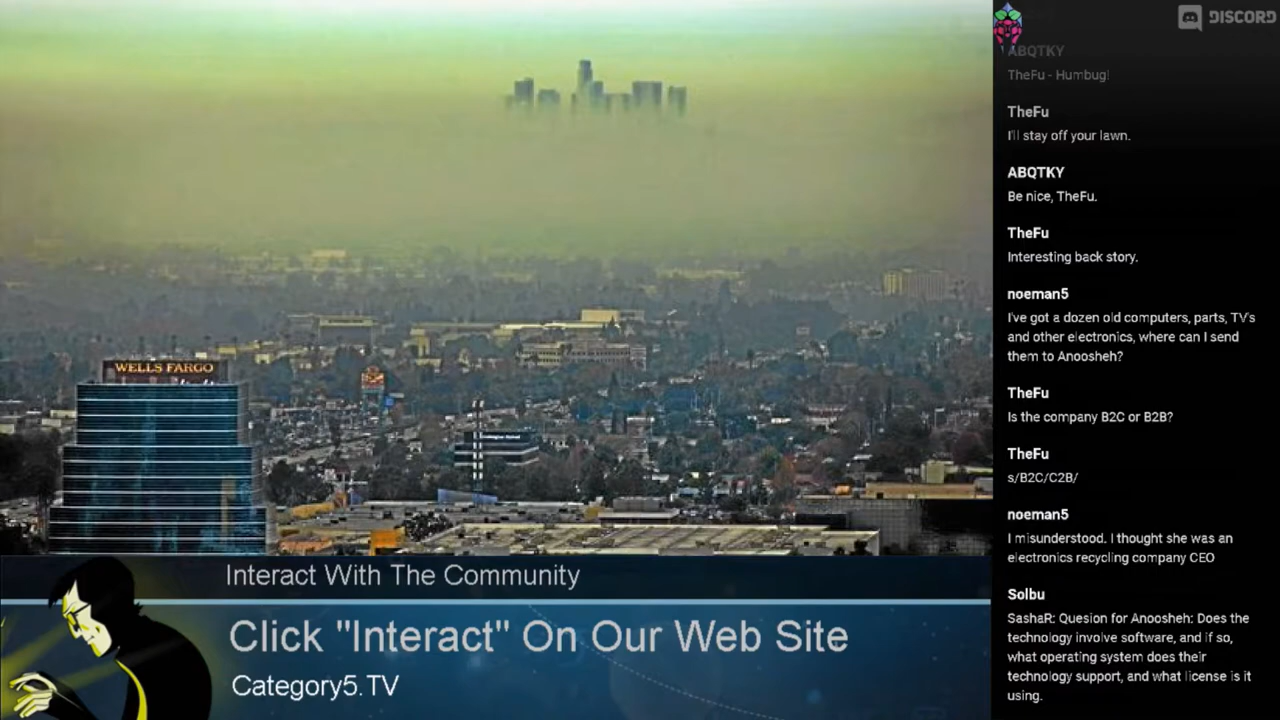 WELLS FARGO
Interact With The Community
Click "Interact" On Our Web Site
Category5.TV
DISCORD
ABQTKY
TheFu - Humbug!
TheFu
I'll stay off your lawn.
ABQTKY
Be nice, TheFu.
TheFu
Interesting back story.
noeman5
I've got a dozen old computers, parts, TV's
and other electronics, where can I send
them to Anoosheh?
TheFu
Is the company B2C or B2B?
TheFu
s/B2C/C2B/
noeman5
I misunderstood. I thought she was an
electronics recycling company CEO
Solbu
SashaR: Quesion for Anoosheh: Does the
technology involve software, and if so,
what operating system does their
technology support, and what license is it
using.